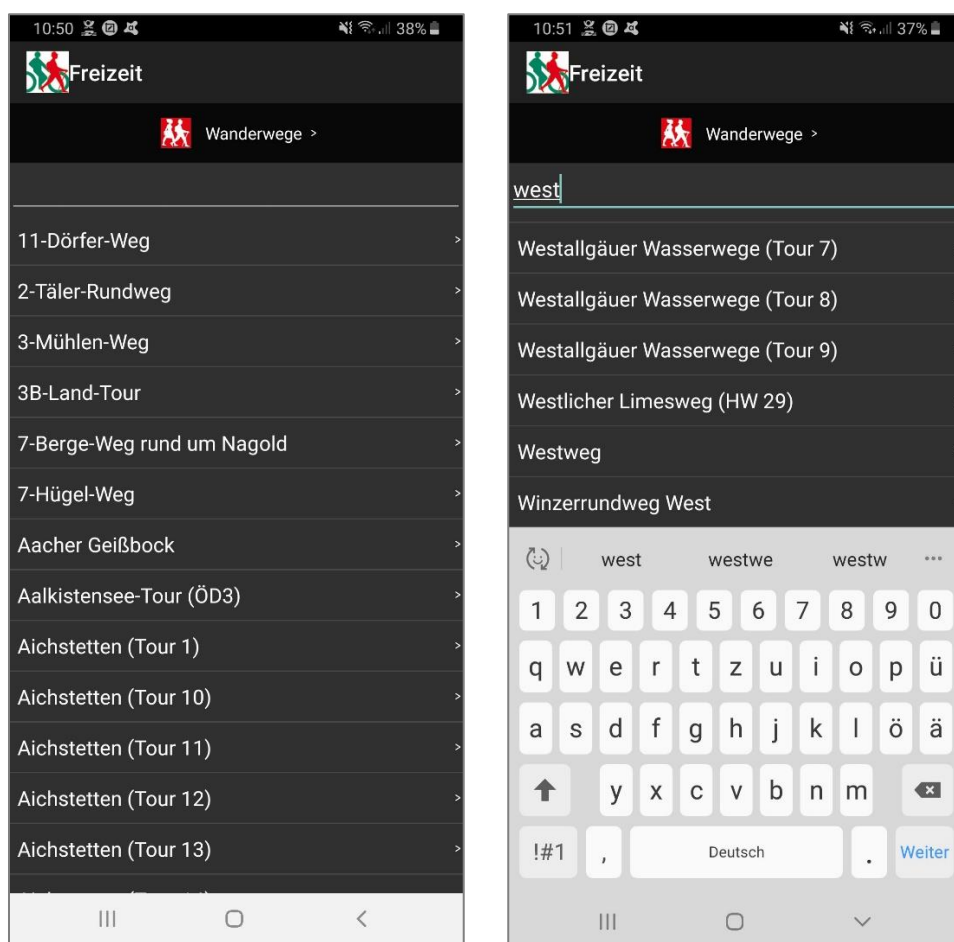 10:50 38%
Freizeit
Wanderwege >
11-Dörfer-Weg >
2-Täler-Rundweg >
3-Mühlen-Weg >
3B-Land-Tour >
7-Berge-Weg rund um Nagold >
7-Hügel-Weg >
Aacher Geißbock >
Aalkistensee-Tour (ÖD3) >
Aichstetten (Tour 1) >
Aichstetten (Tour 10) >
Aichstetten (Tour 11) >
Aichstetten (Tour 12) >
Aichstetten (Tour 13) >
10:51 37%
Freizeit
Wanderwege >
west
Westallgäuer Wasserwege (Tour 7)
Westallgäuer Wasserwege (Tour 8)
Westallgäuer Wasserwege (Tour 9)
Westlicher Limesweg (HW 29)
Westweg
Winzerrundweg West
west westwe westw ...
1 2 3 4 5 6 7 8 9 0
q w e r t z u i o p ü
a s d f g h j k l ö ä
y x c v b n m
!#1 , Deutsch . Weiter